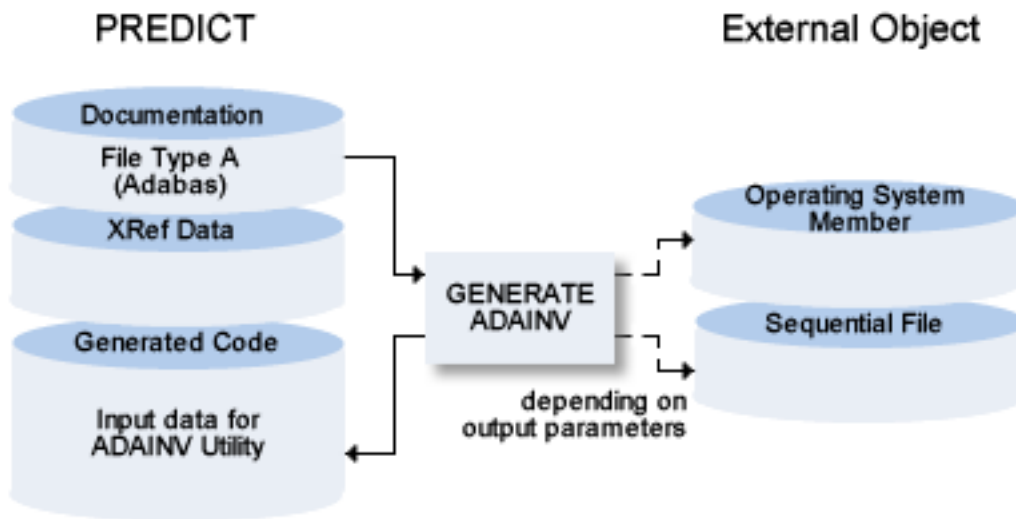 PREDICT
External Object
Documentation
File Type A
(Adabas)
XRef Data
Generated Code
Input data for
ADAINV Utility
GENERATE
ADAINV
depending on
output parameters
Operating System
Member
Sequential File